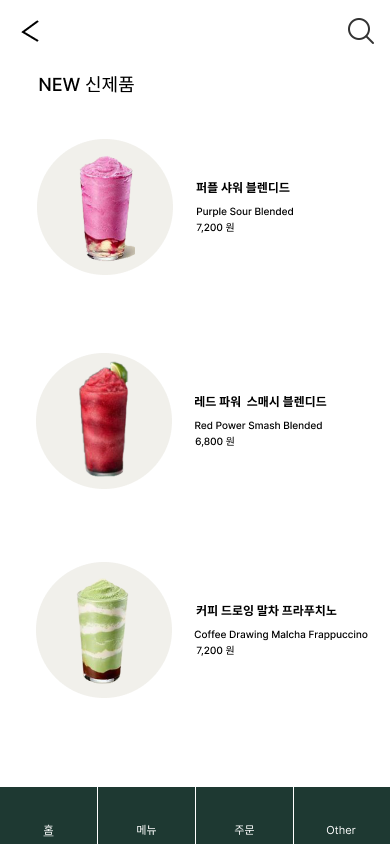 NEW 신제품
퍼플 샤워 블렌디드
Purple Sour Blended
7,200 원
레드 파워 스매시 블렌디드
Red Power Smash Blended
6,800 원
커피 드로잉 말차 프라푸치노
Coffee Drawing Malcha Frappuccino
7,200 원
홈 메뉴 주문 Other